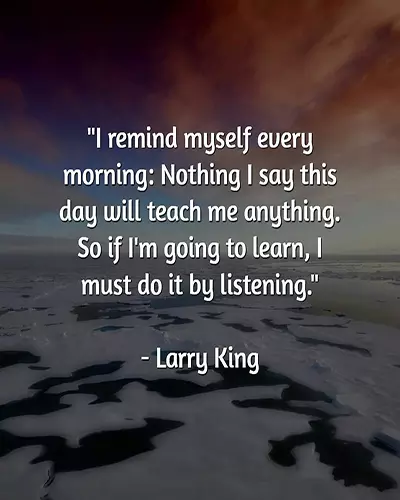 "I remind myself every
morning: Nothing I say this
day will teach me anything.
So if I'm going to learn, I
must do it by listening."
- Larry King